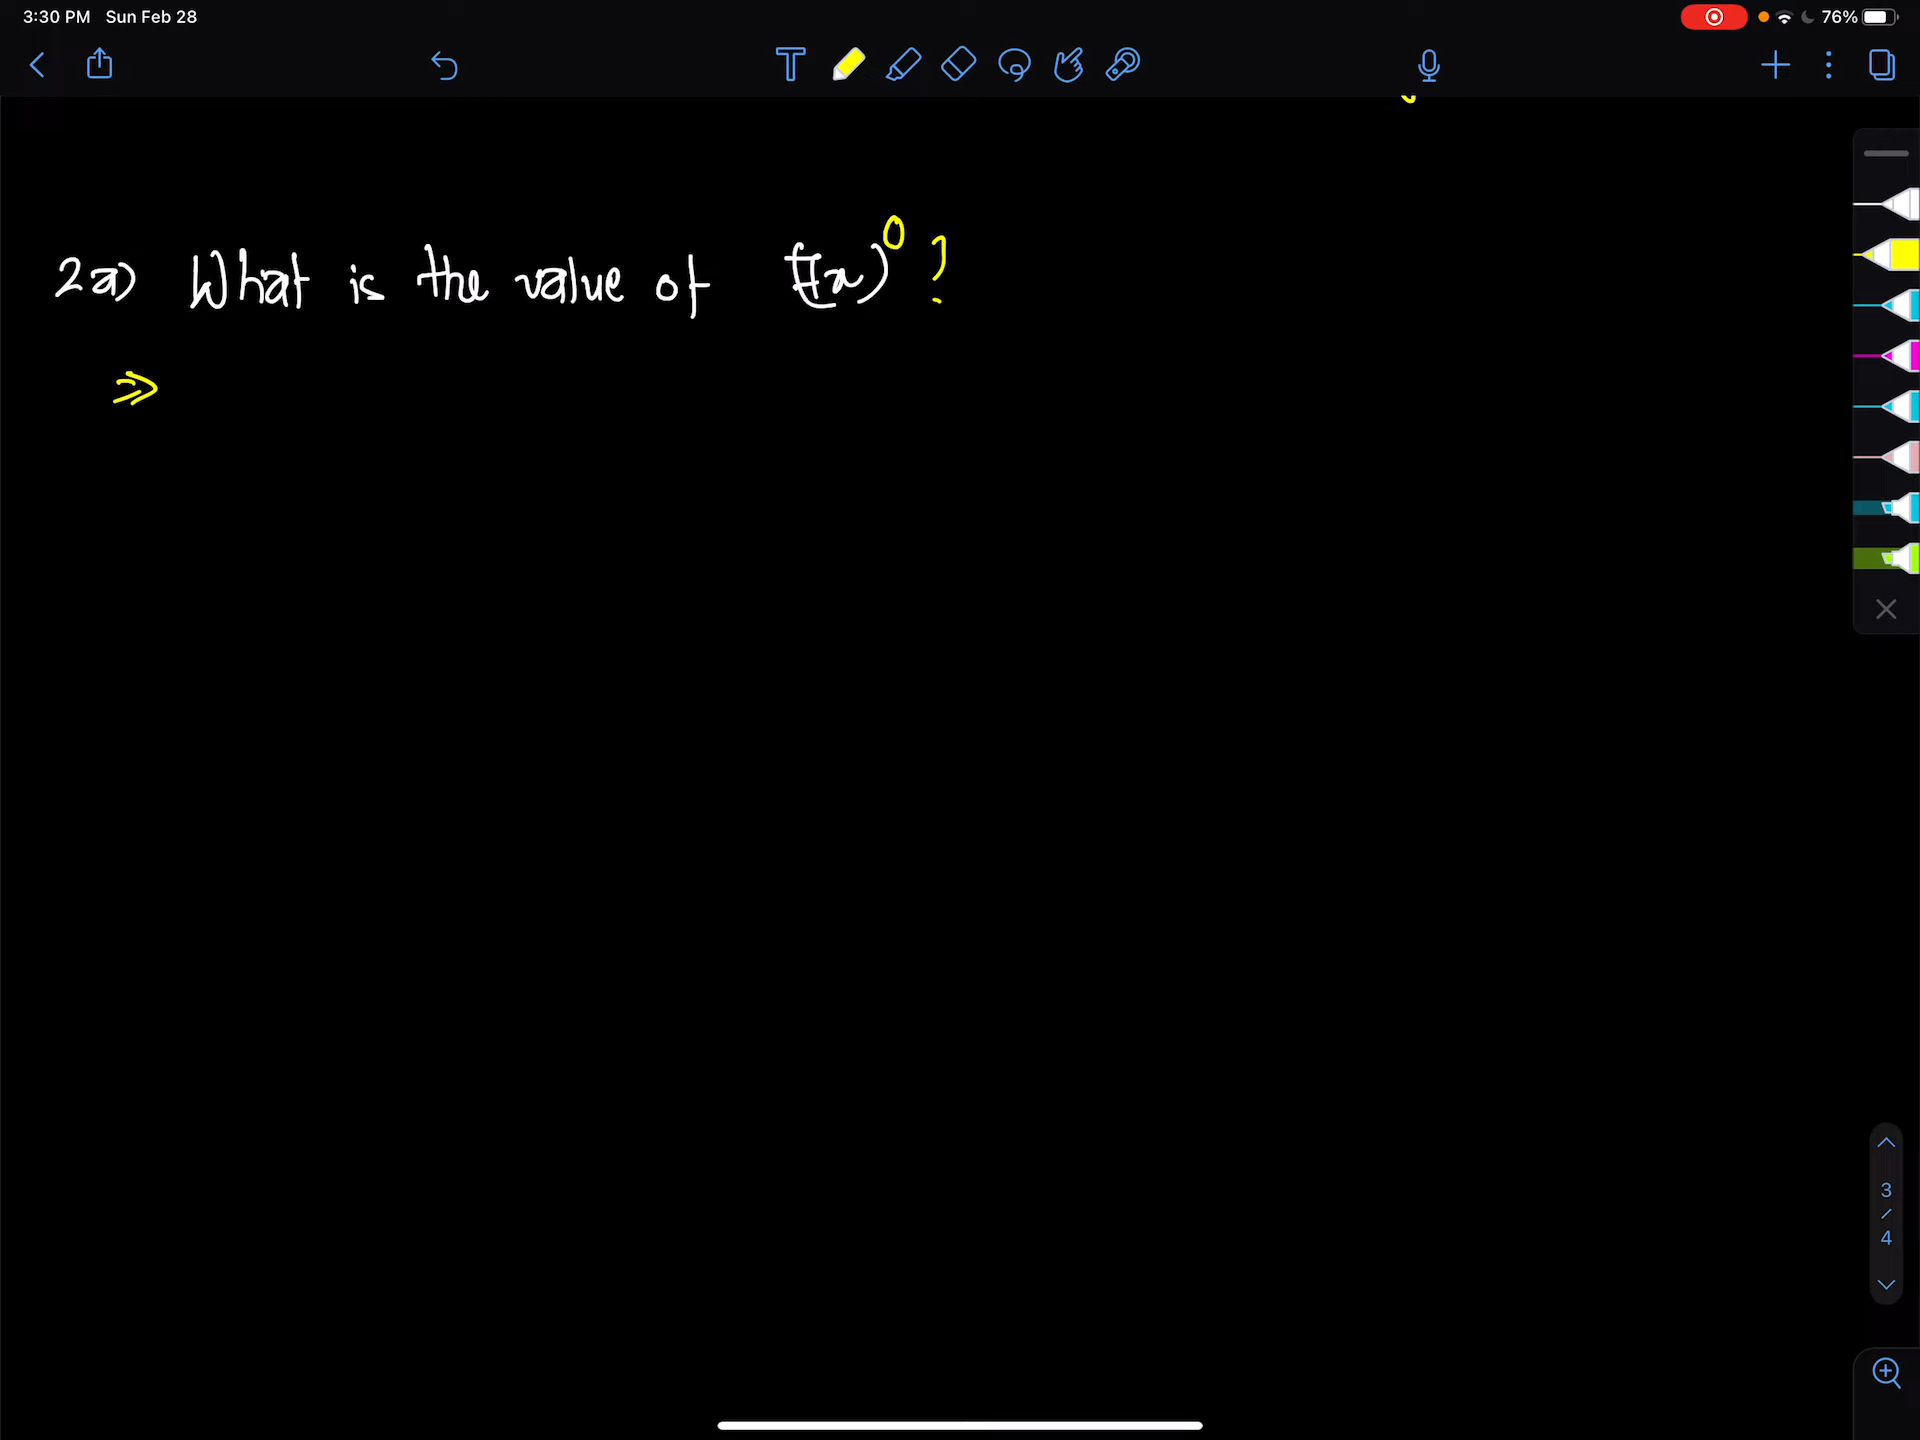 3:30 PM Sun Feb 28 76%
2a) What is the value of (x)⁰ ?
⇒
3
/
4